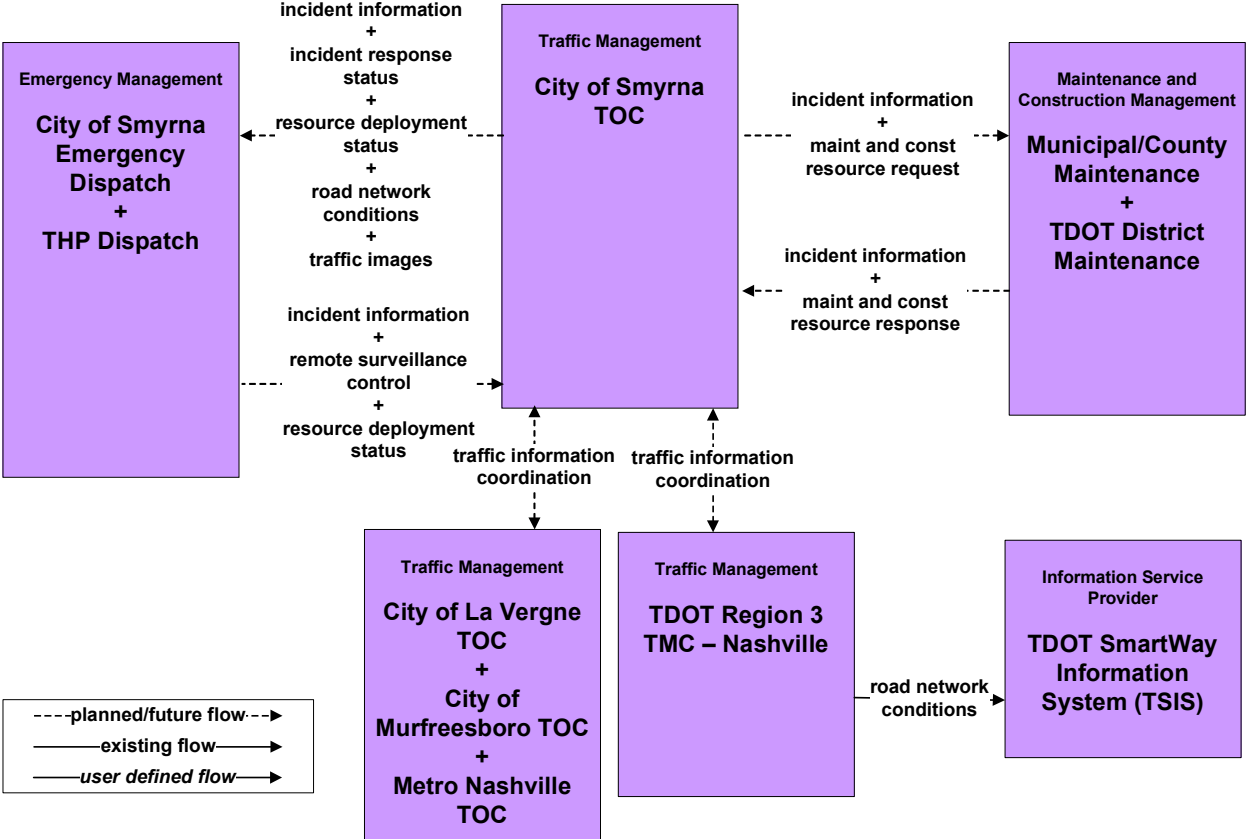 Emergency Management
City of Smyrna
Emergency
Dispatch
+
THP Dispatch
incident information
+
incident response
status
+
resource deployment
status
+
road network
conditions
+
traffic images
incident information
+
remote surveillance
control
+
resource deployment
status
Traffic Management
City of Smyrna
TOC
incident information
+
maint and const
resource request
incident information
+
maint and const
resource response
Maintenance and
Construction Management
Municipal/County
Maintenance
+
TDOT District
Maintenance
traffic information
coordination
traffic information
coordination
Traffic Management
City of La Vergne
TOC
+
City of
Murfreesboro TOC
+
Metro Nashville
TOC
Traffic Management
TDOT Region 3
TMC – Nashville
road network
conditions
Information Service
Provider
TDOT SmartWay
Information
System (TSIS)
planned/future flow
existing flow
user defined flow